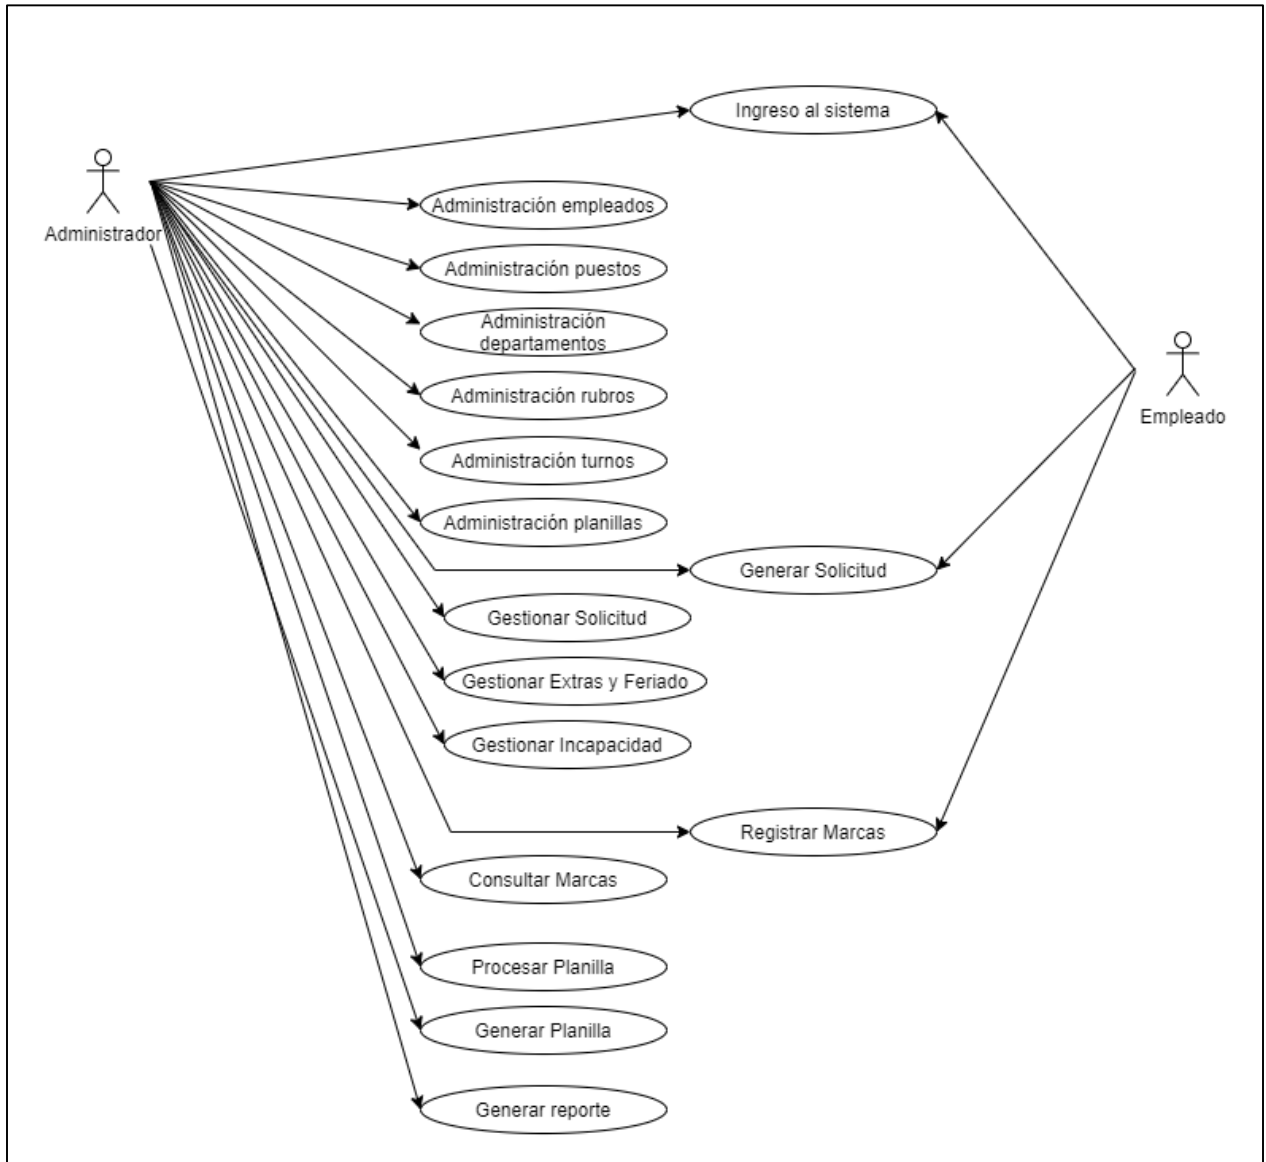 Ingreso al sistema
Administrador
Administración empleados
Administración puestos
Administración
departamentos
Administración rubros
Empleado
Administración turnos
Administración planillas
Generar Solicitud
Gestionar Solicitud
Gestionar Extras y Feriado
Gestionar Incapacidad
Registrar Marcas
Consultar Marcas
Procesar Planilla
Generar Planilla
Generar reporte